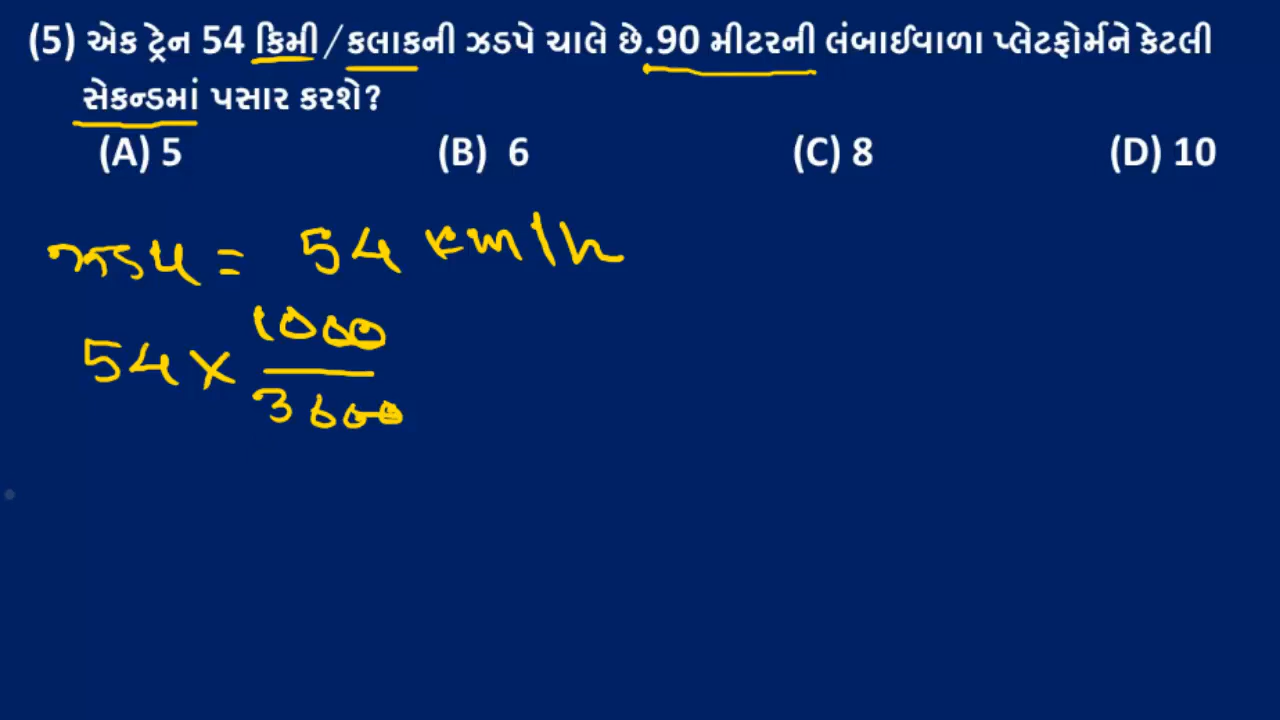 (5) એક ટ્રેન 54 કિમી/કલાકની ઝડપે ચાલે છે.90 મીટરની લંબાઈવાળા પ્લેટફોર્મને કેટલી
સેકન્ડમાં પસાર કરશે?
(A) 5 (B) 6 (C) 8 (D) 10
ઝડપ = 54 km/h
54 × 1000/3600